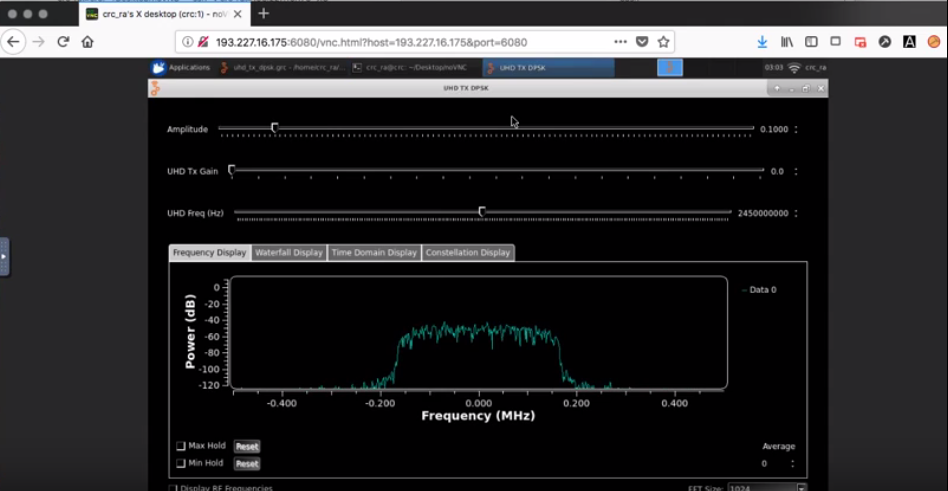 crc_ra's X desktop (crc:1) - noV
193.227.16.175:6080/vnc.html?host=193.227.16.175&port=6080
Applications uhd_tx_dpsk.grc - /home/crc_ra/... crc_ra@crc: ~/Desktop/noVNC UHD TX DPSK 03:03 crc_ra
UHD TX DPSK
Amplitude 0.1000
UHD Tx Gain 0.0
UHD Freq (Hz) 2450000000
Frequency Display Waterfall Display Time Domain Display Constellation Display
Data 0
Power (dB)
0
-20
-40
-60
-80
-100
-120
-0.400 -0.200 0.000 0.200 0.400
Frequency (MHz)
Max Hold Reset Average
Min Hold Reset 0
Display RF Frequencies FFT Size: 1024